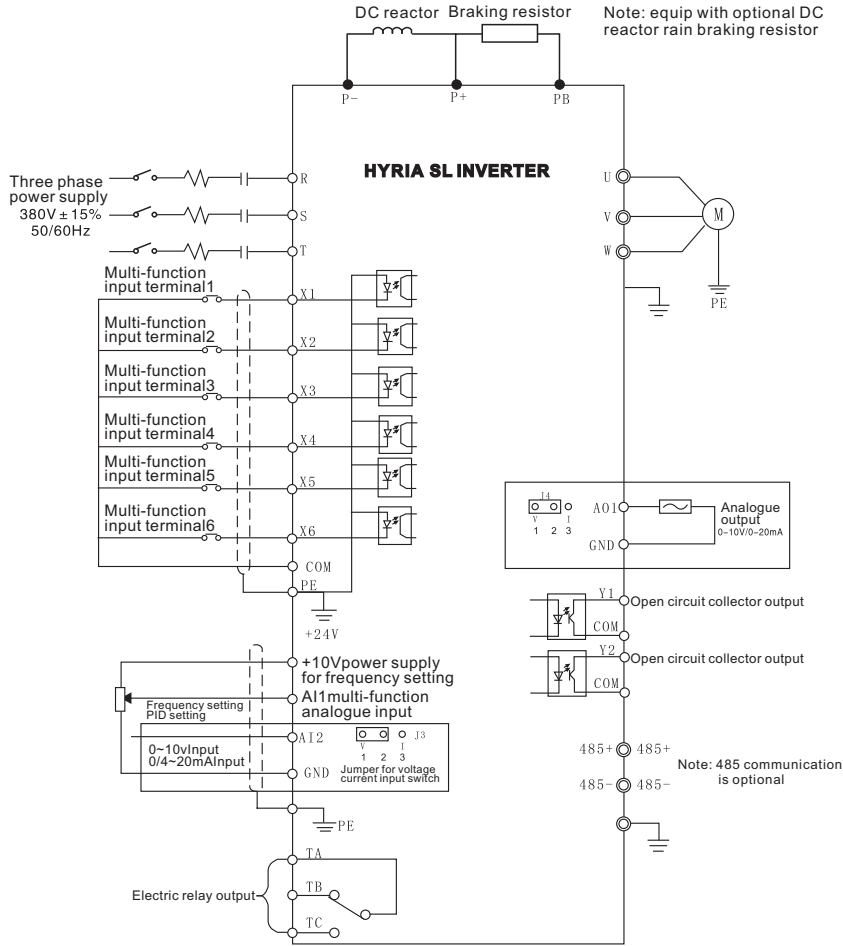 DC reactor Braking resistor
Note: equip with optional DC
reactor rain braking resistor
P- P+ PB
HYRIA SL INVERTER
Three phase
power supply
380V ± 15%
50/60Hz
R
S
T
U
V
W
M
PE
Multi-function
input terminal1
X1
Multi-function
input terminal2
X2
Multi-function
input terminal3
X3
Multi-function
input terminal4
X4
Multi-function
input terminal5
X5
Multi-function
input terminal6
X6
COM
PE
+24V
J4
V I
1 2 3
AO1
GND
Analogue
output
0-10V/0-20mA
Y1
Open circuit collector output
COM
Y2
Open circuit collector output
COM
+10Vpower supply
for frequency setting
AI1multi-function
analogue input
Frequency setting
PID setting
AI2
0~10vInput
0/4~20mAInput
J3
V I
1 2 3
GND
Jumper for voltage
current input switch
PE
485+ 485+
485- 485-
Note: 485 communication
is optional
TA
TB
TC
Electric relay output